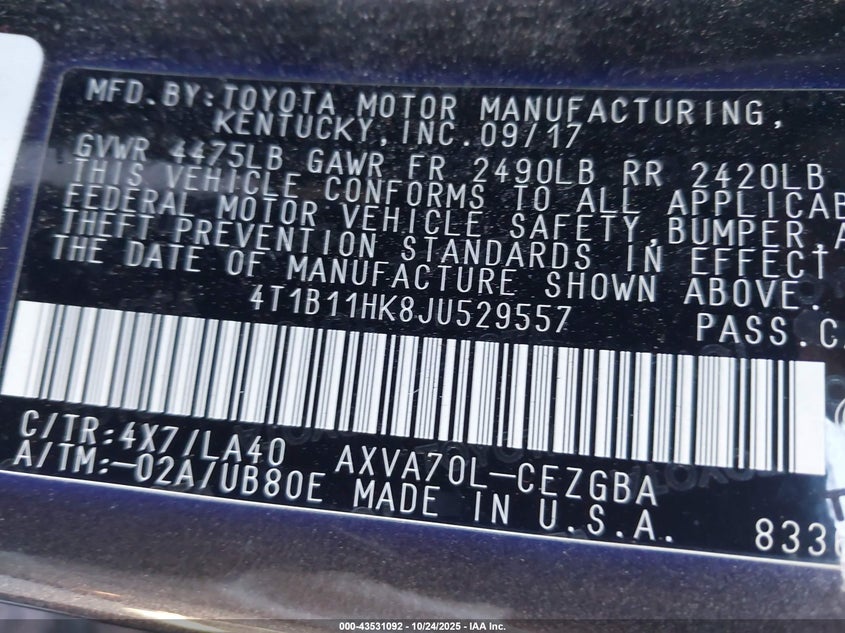 MFD.BY:TOYOTA MOTOR MANUFACTURING,
KENTUCKY,INC.09/17
GVWR 4475LB GAWR FR 2490LB RR 2420LB
THIS VEHICLE CONFORMS TO ALL
FEDERAL MOTOR VEHICLE SAFETY,BUMPER,
THEFT PREVENTION STANDARDS IN EFFECT
THE DATE OF MANUFACTURE SHOWN ABOVE.
4T1B11HK8JU529557 PASS.
C/TR:4X7/LA40 AXVA70L-CEZGBA
A/TM:-02A/UB80E MADE IN U.S.A.
000-43531092 | 10/24/2025 | IAA Inc.